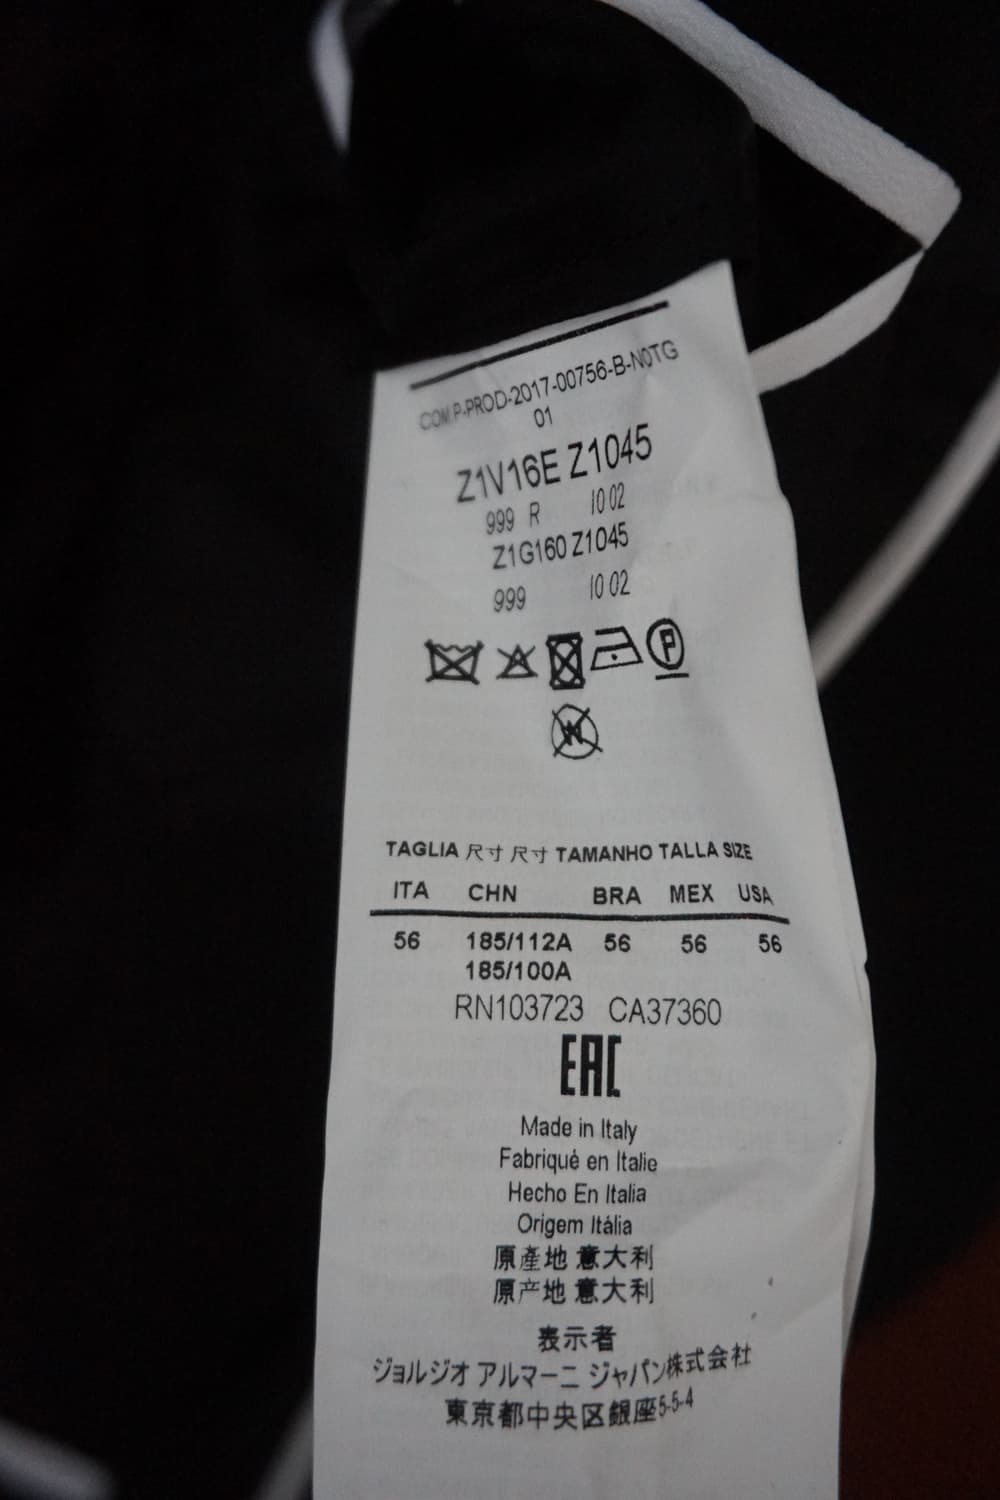 COM.P-PROD-2017-00756-B-N0TG
01
Z1V16E Z1045
999 R 10 02
Z1G160 Z1045
999 10 02
P
W
TAGLIA 尺寸 尺寸 TAMANHO TALLA SIZE
ITA CHN BRA MEX USA
56 185/112A 56 56 56
185/100A
RN103723 CA37360
EAC
Made in Italy
Fabriqué en Italie
Hecho En Italia
Origem Itália
原產地 意大利
原产地 意大利
表示者
ジョルジオ アルマーニ ジャパン株式会社
東京都中央区銀座5-5-4